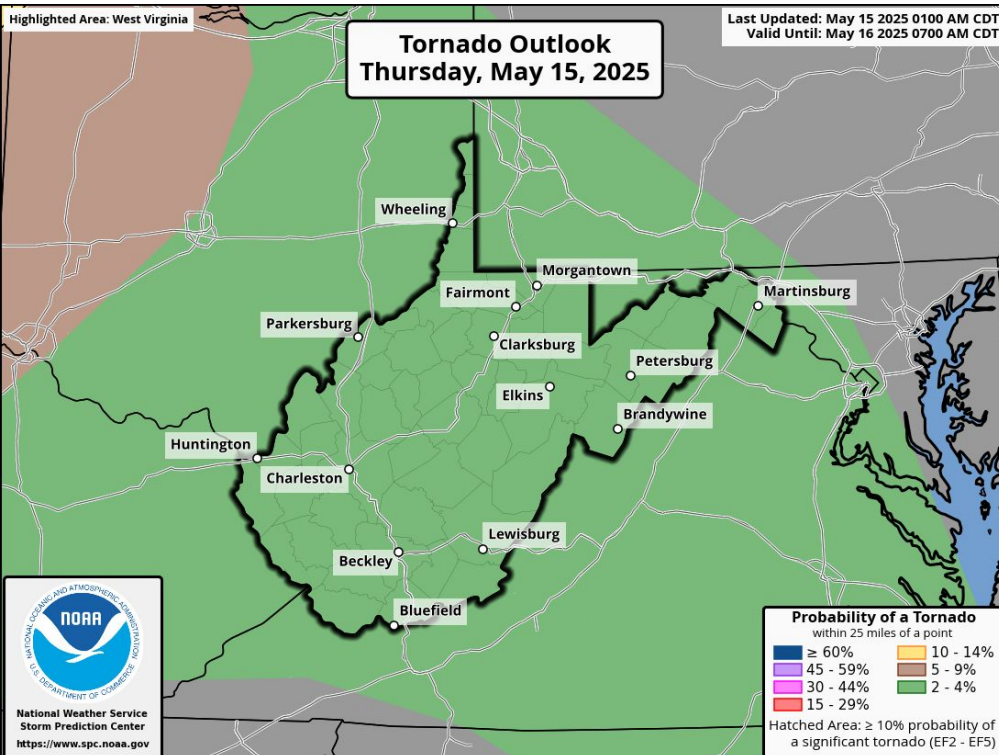 Highlighted Area: West Virginia
Last Updated: May 15 2025 0100 AM CDT
Valid Until: May 16 2025 0700 AM CDT
Tornado Outlook
Thursday, May 15, 2025
Wheeling
Morgantown
Fairmont
Martinsburg
Parkersburg
Clarksburg
Petersburg
Elkins
Brandywine
Huntington
Charleston
Lewisburg
Beckley
Bluefield
NATIONAL OCEANIC AND ATMOSPHERIC ADMINISTRATION
NOAA
U.S. DEPARTMENT OF COMMERCE
National Weather Service
Storm Prediction Center
https://www.spc.noaa.gov
Probability of a Tornado
within 25 miles of a point
≥ 60% 10 - 14%
45 - 59% 5 - 9%
30 - 44% 2 - 4%
15 - 29%
Hatched Area: ≥ 10% probability of
a significant tornado (EF2 - EF5)